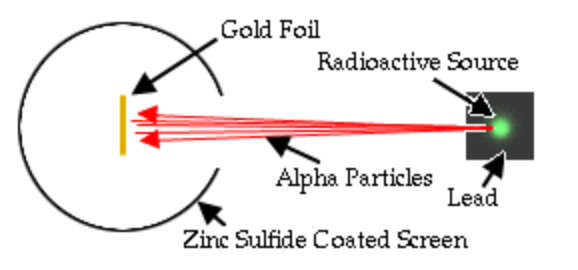 Gold Foil
Radioactive Source
Alpha Particles
Lead
Zinc Sulfide Coated Screen